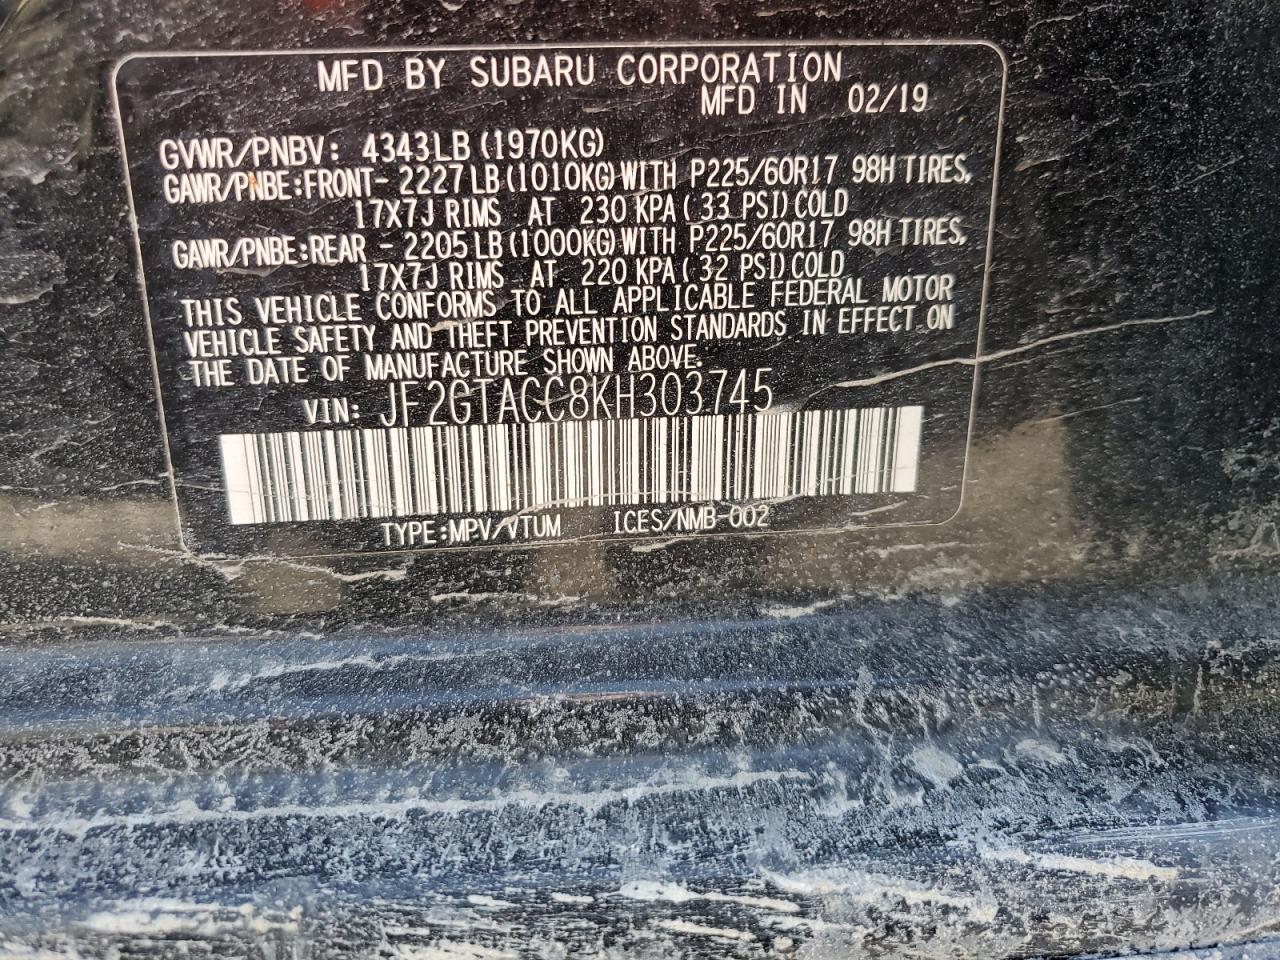 MFD BY SUBARU CORPORATION
MFD IN 02/19
GVWR/PNBV: 4343LB (1970KG)
GAWR/PNBE:FRONT- 2227LB(1010KG)WITH P225/60R17 98H TIRES,
17X7J RIMS AT 230 KPA( 33 PSI)COLD
GAWR/PNBE:REAR - 2205LB(1000KG)WITH P225/60R17 98H TIRES,
17X7J RIMS AT 220 KPA( 32 PSI)COLD
THIS VEHICLE CONFORMS TO ALL APPLICABLE FEDERAL MOTOR
VEHICLE SAFETY AND THEFT PREVENTION STANDARDS IN EFFECT ON
THE DATE OF MANUFACTURE SHOWN ABOVE.
VIN: JF2GTACC8KH303745
TYPE:MPV/VTUM ICES/NMB-002